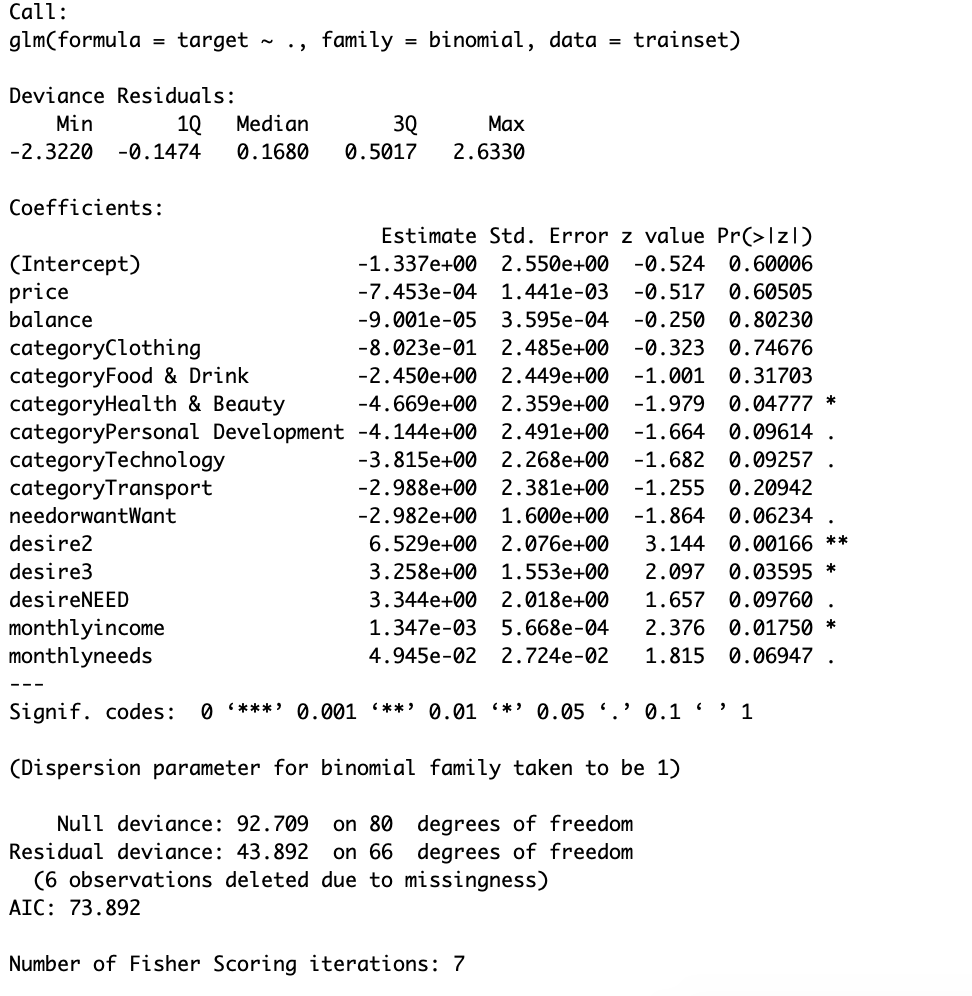 Call:
glm(formula = target ~ ., family = binomial, data = trainset)
Deviance Residuals:
Min 1Q Median 3Q Max
-2.3220 -0.1474 0.1680 0.5017 2.6330
Coefficients:
Estimate Std. Error z value Pr(>|z|)
(Intercept) -1.337e+00 2.550e+00 -0.524 0.60006
price -7.453e-04 1.441e-03 -0.517 0.60505
balance -9.001e-05 3.595e-04 -0.250 0.80230
categoryClothing -8.023e-01 2.485e+00 -0.323 0.74676
categoryFood & Drink -2.450e+00 2.449e+00 -1.001 0.31703
categoryHealth & Beauty -4.669e+00 2.359e+00 -1.979 0.04777 *
categoryPersonal Development -4.144e+00 2.491e+00 -1.664 0.09614 .
categoryTechnology -3.815e+00 2.268e+00 -1.682 0.09257 .
categoryTransport -2.988e+00 2.381e+00 -1.255 0.20942
needorwantWant -2.982e+00 1.600e+00 -1.864 0.06234 .
desire2 6.529e+00 2.076e+00 3.144 0.00166 **
desire3 3.258e+00 1.553e+00 2.097 0.03595 *
desireNEED 3.344e+00 2.018e+00 1.657 0.09760 .
monthlyincome 1.347e-03 5.668e-04 2.376 0.01750 *
monthlyneeds 4.945e-02 2.724e-02 1.815 0.06947 .
---
Signif. codes: 0 ‘***’ 0.001 ‘**’ 0.01 ‘*’ 0.05 ‘.’ 0.1 ‘ ’ 1
(Dispersion parameter for binomial family taken to be 1)
Null deviance: 92.709 on 80 degrees of freedom
Residual deviance: 43.892 on 66 degrees of freedom
(6 observations deleted due to missingness)
AIC: 73.892
Number of Fisher Scoring iterations: 7